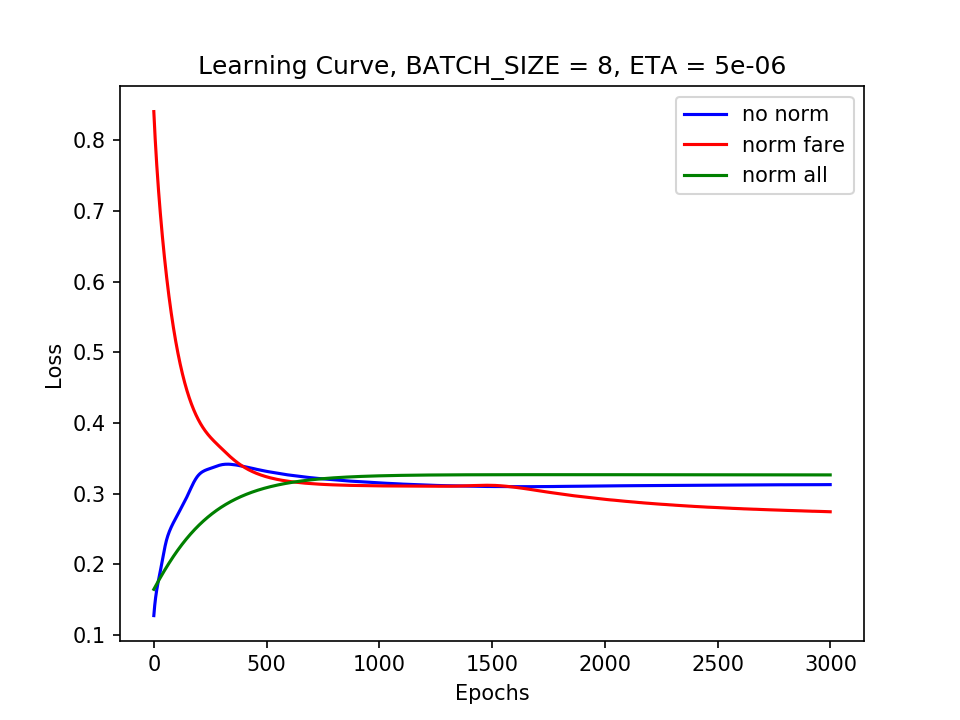 Learning Curve, BATCH_SIZE = 8, ETA = 5e-06
no norm
norm fare
norm all
Loss
0.8
0.7
0.6
0.5
0.4
0.3
0.2
0.1
0 500 1000 1500 2000 2500 3000
Epochs